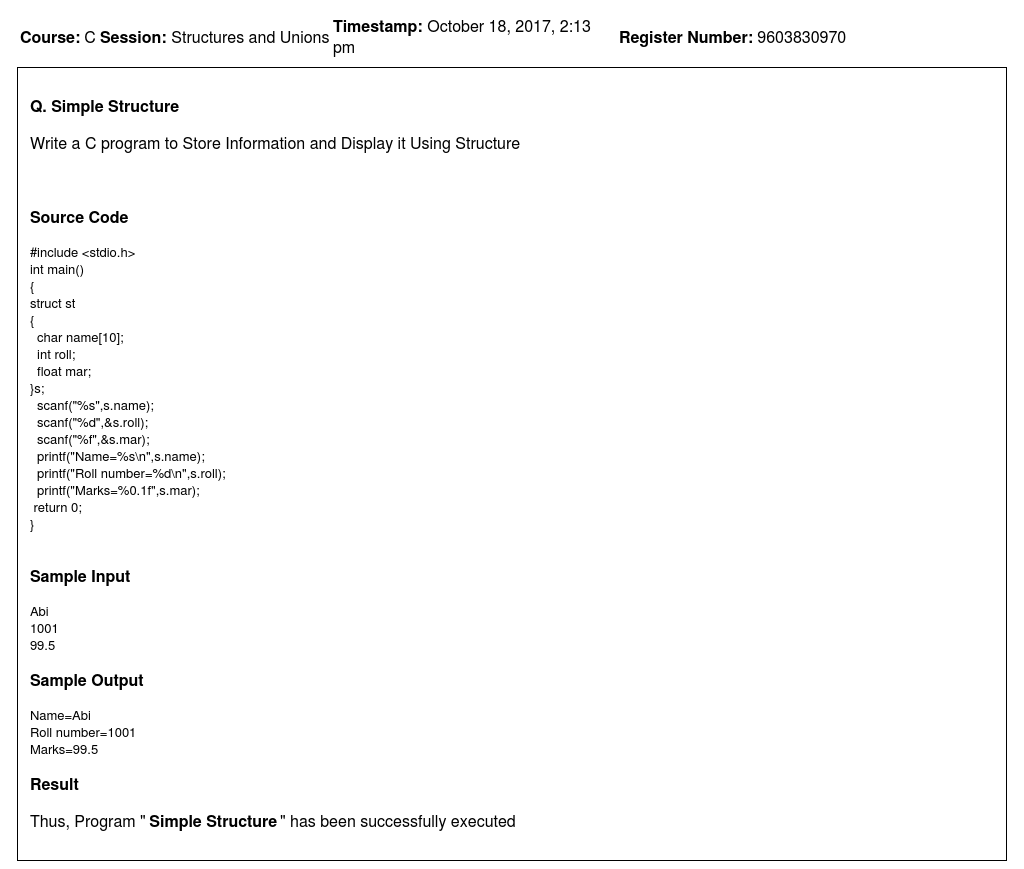 Course: C Session: Structures and Unions Timestamp: October 18, 2017, 2:13 pm Register Number: 9603830970
Q. Simple Structure
Write a C program to Store Information and Display it Using Structure
Source Code
#include <stdio.h>
int main()
{
struct st
{
  char name[10];
  int roll;
  float mar;
}s;
  scanf("%s",s.name);
  scanf("%d",&s.roll);
  scanf("%f",&s.mar);
  printf("Name=%s\n",s.name);
  printf("Roll number=%d\n",s.roll);
  printf("Marks=%0.1f",s.mar);
 return 0;
}
Sample Input
Abi
1001
99.5
Sample Output
Name=Abi
Roll number=1001
Marks=99.5
Result
Thus, Program " Simple Structure " has been successfully executed